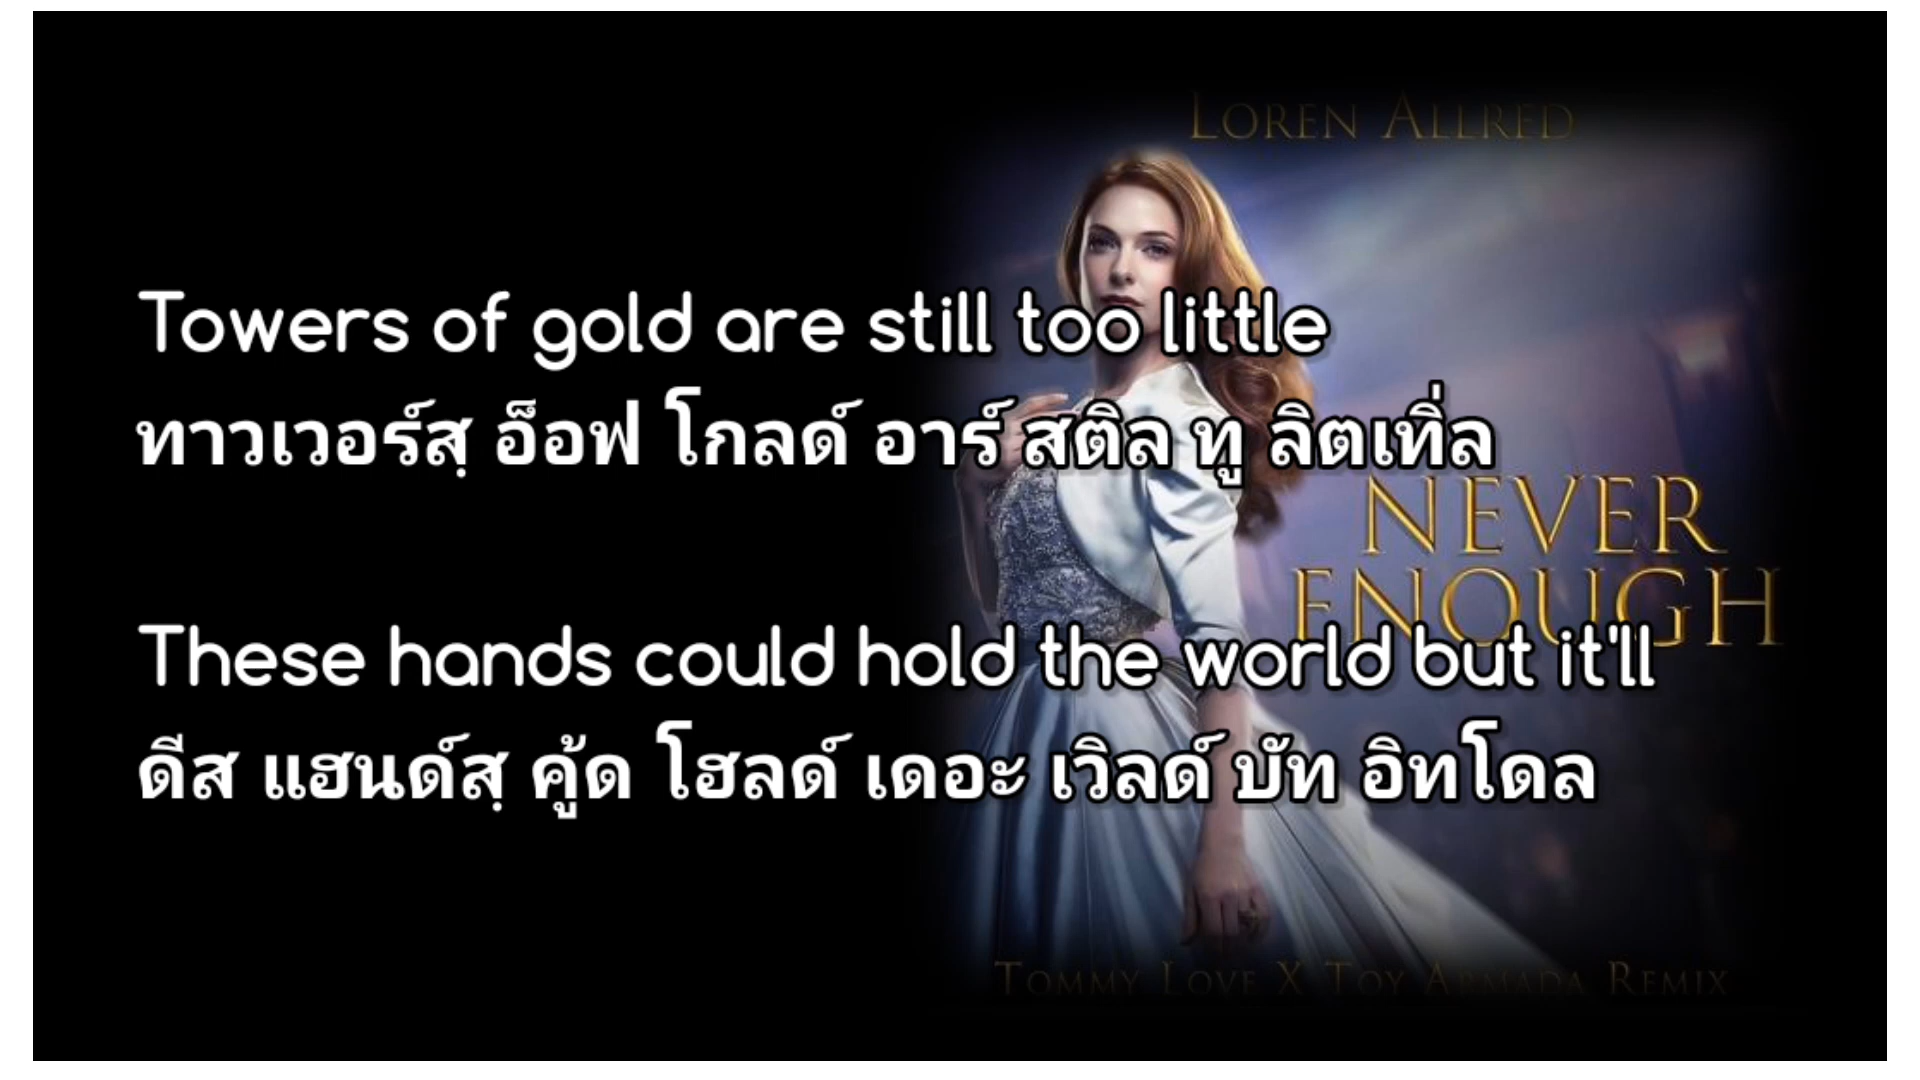 LOREN ALLRED
Towers of gold are still too little
ทาวเวอร์สฺ อ็อฟ โกลด์ อาร์ สติล ทู ลิตเทิ่ล
NEVER
ENOUGH
These hands could hold the world but it'll
ดีส แฮนด์สฺ คู้ด โฮลด์ เดอะ เวิลด์ บัท อิทโดล
TOMMY LOVE X TOY ARMADA REMIX